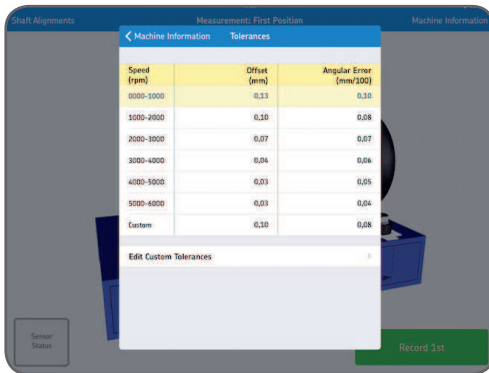 Shaft Alignments Measurement: First Position Machine Information
Machine Information Tolerances
Speed (rpm) Offset (mm) Angular Error (mm/100)
0000-1000 0,13 0,10
1000-2000 0,10 0,08
2000-3000 0,07 0,07
3000-4000 0,04 0,06
4000-5000 0,03 0,05
5000-6000 0,03 0,04
Custom 0,10 0,08
Edit Custom Tolerances
Sensor
Status
Record 1st